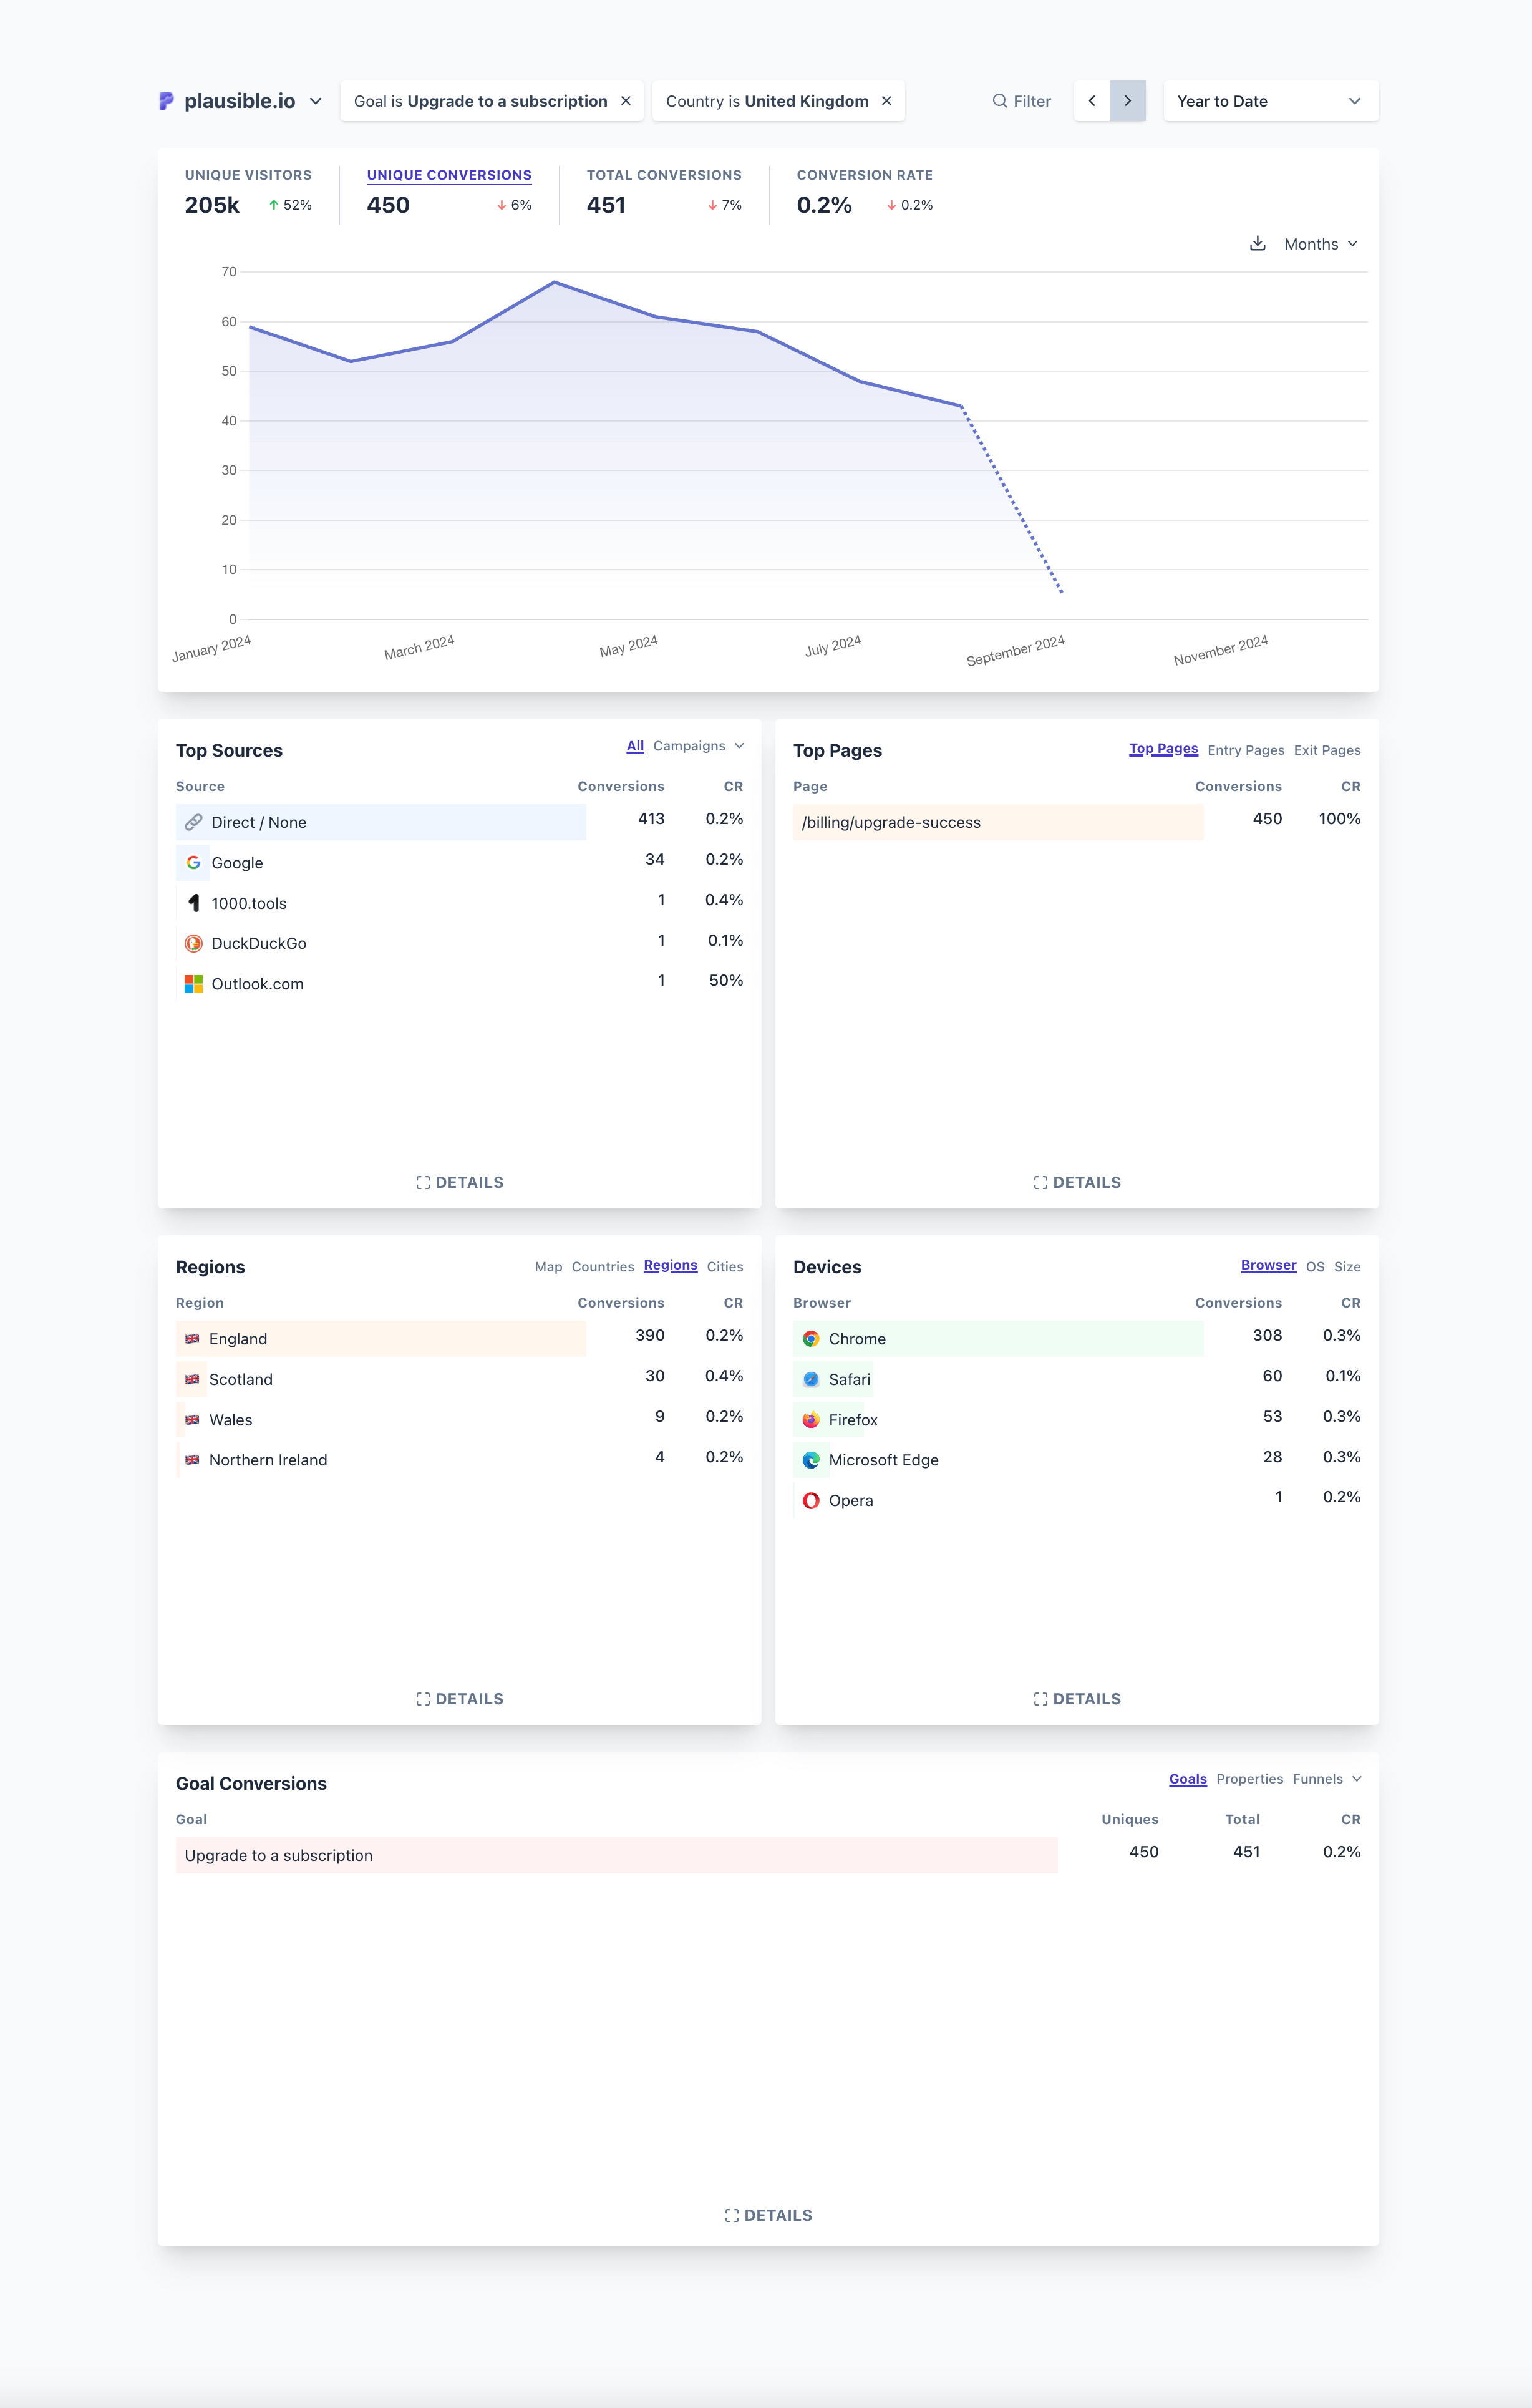 plausible.io Goal is Upgrade to a subscription Country is United Kingdom Filter Year to Date
UNIQUE VISITORS UNIQUE CONVERSIONS TOTAL CONVERSIONS CONVERSION RATE
205k 52% 450 6% 451 7% 0.2% 0.2%
Months
70
60
50
40
30
20
10
0
January 2024 March 2024 May 2024 July 2024 September 2024 November 2024
Top Sources All Campaigns
Source Conversions CR
Direct / None 413 0.2%
Google 34 0.2%
1000.tools 1 0.4%
DuckDuckGo 1 0.1%
Outlook.com 1 50%
DETAILS
Top Pages Top Pages Entry Pages Exit Pages
Page Conversions CR
/billing/upgrade-success 450 100%
DETAILS
Regions Map Countries Regions Cities
Region Conversions CR
England 390 0.2%
Scotland 30 0.4%
Wales 9 0.2%
Northern Ireland 4 0.2%
DETAILS
Devices Browser OS Size
Browser Conversions CR
Chrome 308 0.3%
Safari 60 0.1%
Firefox 53 0.3%
Microsoft Edge 28 0.3%
Opera 1 0.2%
DETAILS
Goal Conversions Goals Properties Funnels
Goal Uniques Total CR
Upgrade to a subscription 450 451 0.2%
DETAILS